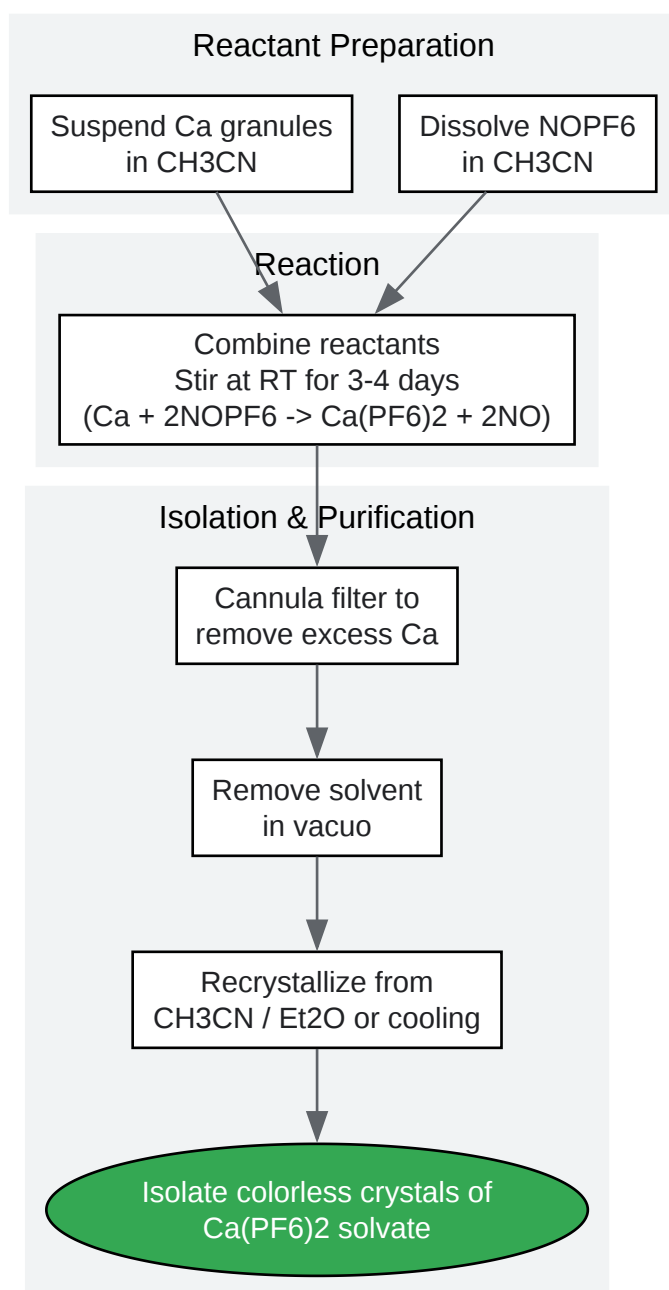 Reactant Preparation
Suspend Ca granules
in CH3CN
Dissolve NOPF6
in CH3CN
Reaction
Combine reactants
Stir at RT for 3-4 days
(Ca + 2NOPF6 -> Ca(PF6)2 + 2NO)
Isolation & Purification
Cannula filter to
remove excess Ca
Remove solvent
in vacuo
Recrystallize from
CH3CN / Et2O or cooling
Isolate colorless crystals of
Ca(PF6)2 solvate